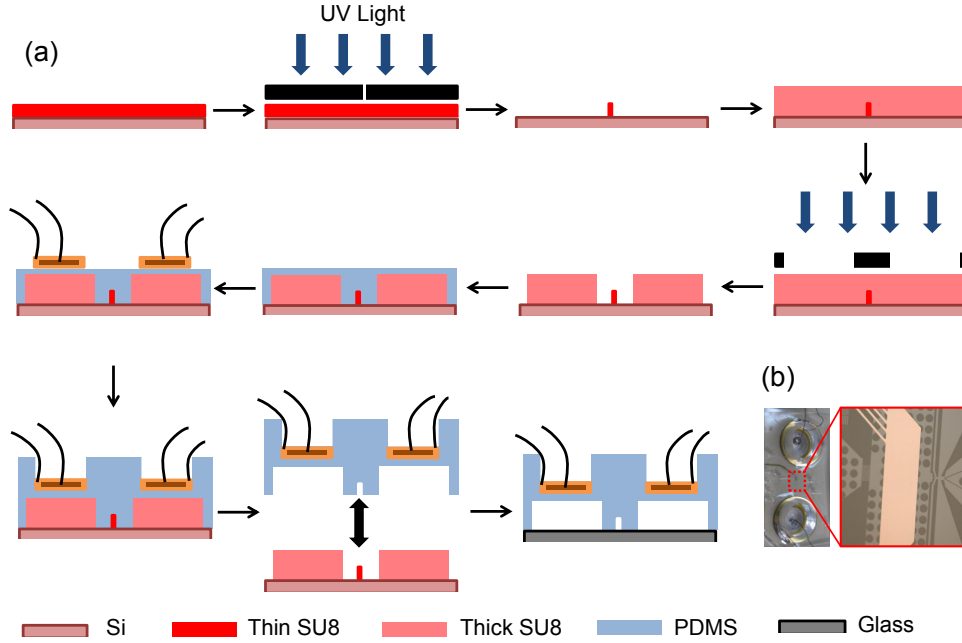 UV Light
(a)
(b)
Si
Thin SU8
Thick SU8
PDMS
Glass